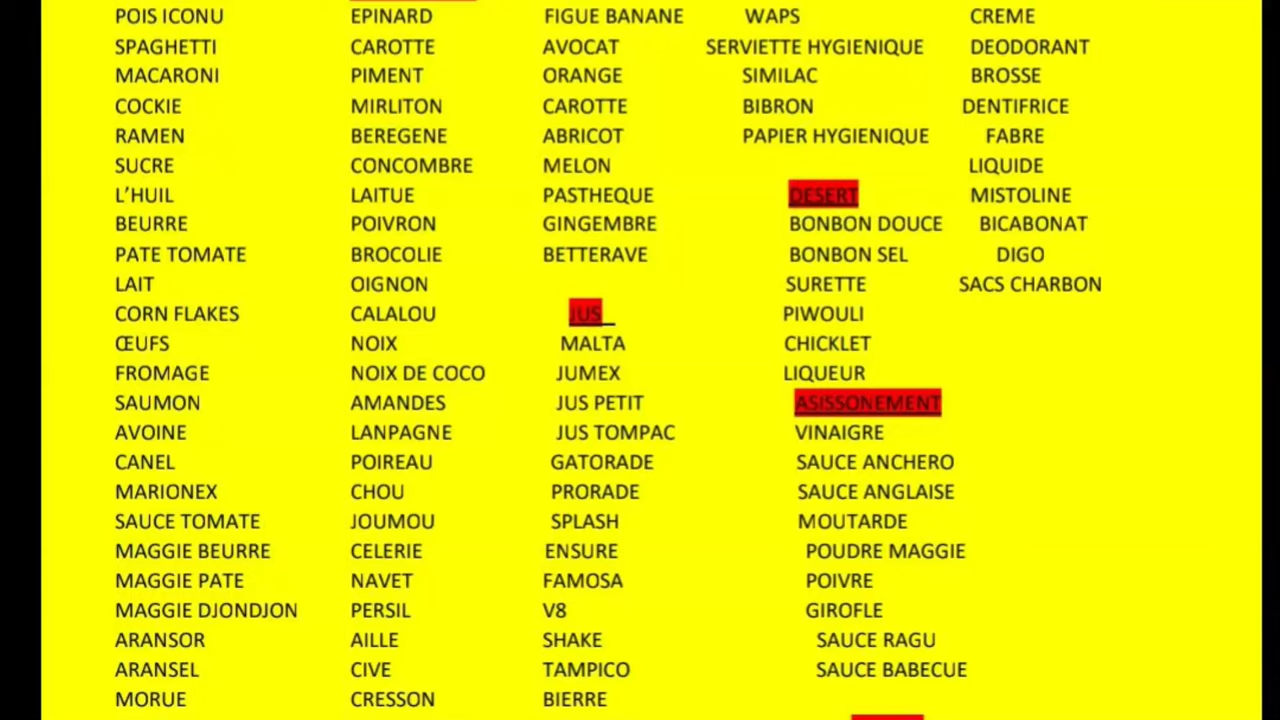 POIS ICONU EPINARD FIGUE BANANE WAPS CREME
SPAGHETTI CAROTTE AVOCAT SERVIETTE HYGIENIQUE DEODORANT
MACARONI PIMENT ORANGE SIMILAC BROSSE
COCKIE MIRLITON CAROTTE BIBRON DENTIFRICE
RAMEN BEREGENE ABRICOT PAPIER HYGIENIQUE FABRE
SUCRE CONCOMBRE MELON LIQUIDE
L’HUIL LAITUE PASTHEQUE DESERT MISTOLINE
BEURRE POIVRON GINGEMBRE BONBON DOUCE BICABONAT
PATE TOMATE BROCOLIE BETTERAVE BONBON SEL DIGO
LAIT OIGNON SURETTE SACS CHARBON
CORN FLAKES CALALOU JUS PIWOULI
ŒUFS NOIX MALTA CHICKLET
FROMAGE NOIX DE COCO JUMEX LIQUEUR
SAUMON AMANDES JUS PETIT ASISSONEMENT
AVOINE LANPAGNE JUS TOMPAC VINAIGRE
CANEL POIREAU GATORADE SAUCE ANCHERO
MARIONEX CHOU PRORADE SAUCE ANGLAISE
SAUCE TOMATE JOUMOU SPLASH MOUTARDE
MAGGIE BEURRE CELERIE ENSURE POUDRE MAGGIE
MAGGIE PATE NAVET FAMOSA POIVRE
MAGGIE DJONDJON PERSIL V8 GIROFLE
ARANSOR AILLE SHAKE SAUCE RAGU
ARANSEL CIVE TAMPICO SAUCE BABECUE
MORUE CRESSON BIERRE